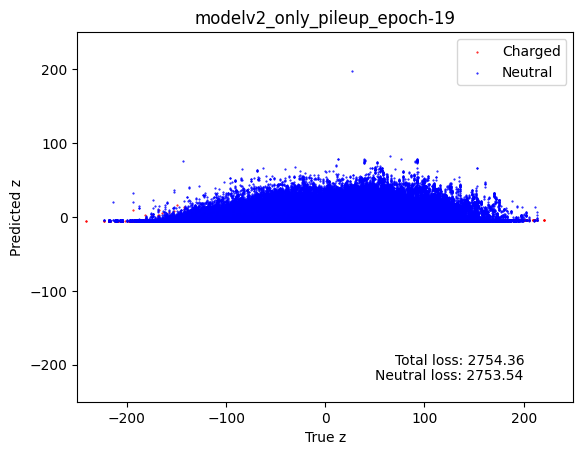 modelv2_only_pileup_epoch-19
Charged
Neutral
200
100
0
−100
−200
Predicted z
Total loss: 2754.36
Neutral loss: 2753.54
−200
−100
0
100
200
True z